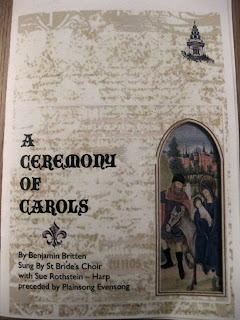 A
CEREMONY
OF
CAROLS
By Benjamin Britten
Sung By St Bride's Choir
with Sue Rothstein – Harp
preceded by Plainsong Evensong